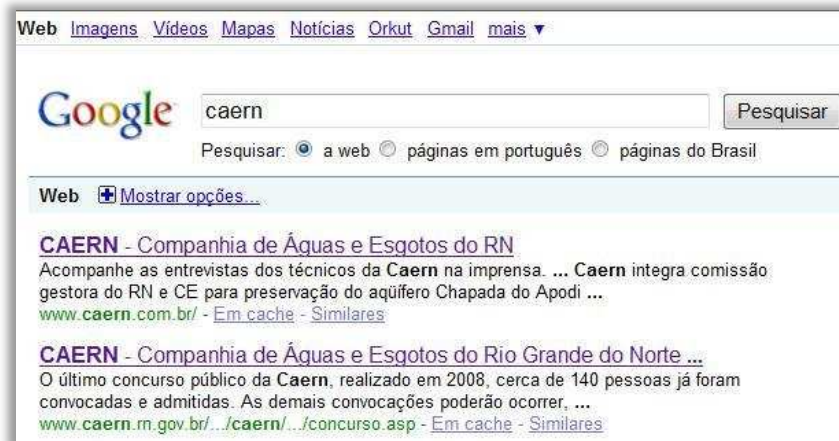 Web Imagens Vídeos Mapas Notícias Orkut Gmail mais ▼
Google caern Pesquisar
Pesquisar: a web páginas em português páginas do Brasil
Web Mostrar opções...
CAERN - Companhia de Águas e Esgotos do RN
Acompanhe as entrevistas dos técnicos da Caern na imprensa. ... Caern integra comissão
gestora do RN e CE para preservação do aqüífero Chapada do Apodi ...
www.caern.com.br/ - Em cache - Similares
CAERN - Companhia de Águas e Esgotos do Rio Grande do Norte ...
O último concurso público da Caern, realizado em 2008, cerca de 140 pessoas já foram
convocadas e admitidas. As demais convocações poderão ocorrer, ...
www.caern.rn.gov.br/.../caern/.../concurso.asp - Em cache - Similares